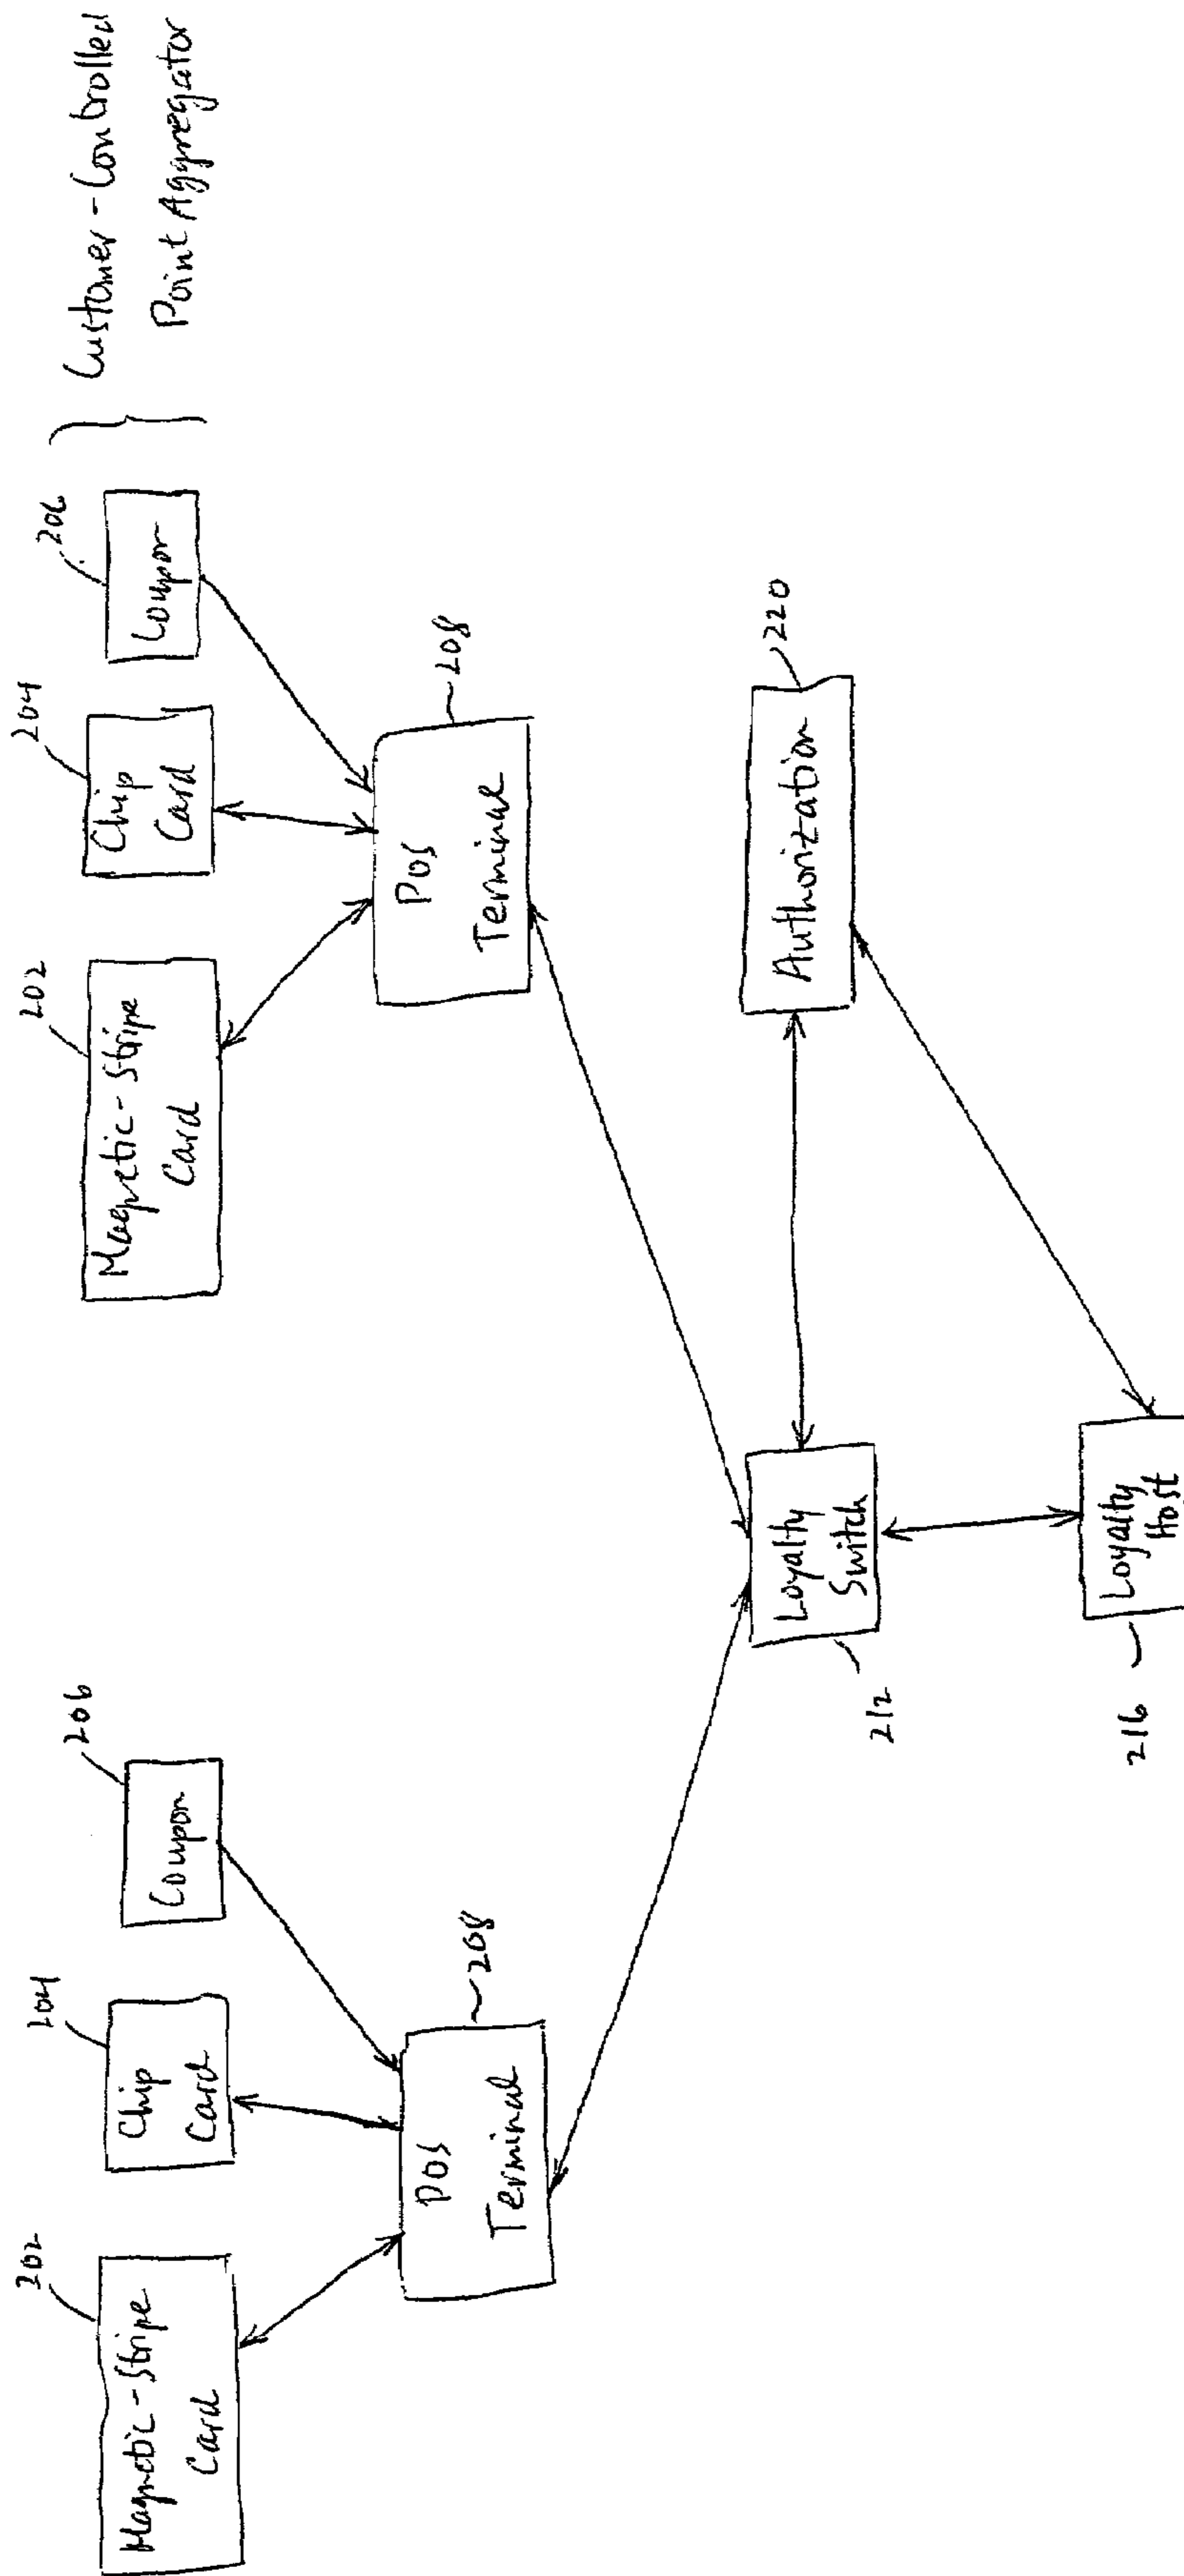 202
204
206
202
204
206
Magnetic-Stripe
Card
Chip
Card
Coupon
Magnetic-Stripe
Card
Chip
Card
Coupon
Customer-Controlled
Point Aggregator
POS
Terminal
208
POS
Terminal
208
Loyalty
Switch
212
Authorization
220
Loyalty
Host
216